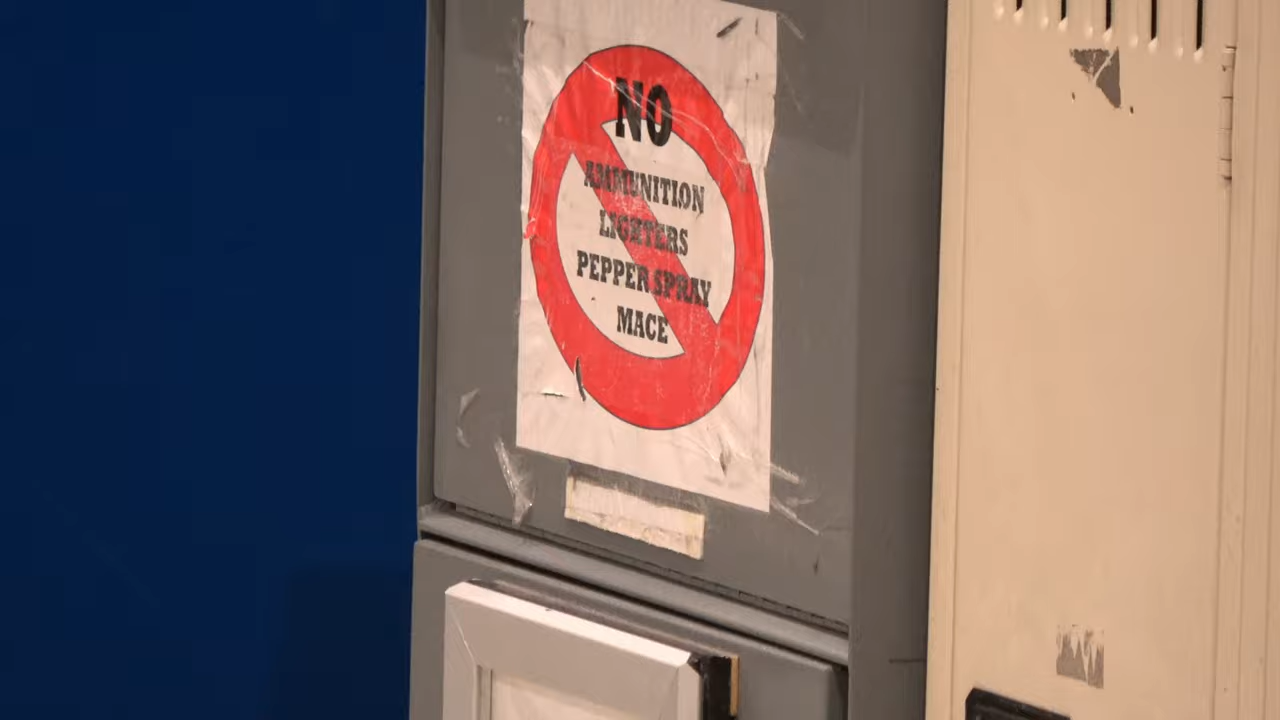 NO
AMMUNITION
LIGHTERS
PEPPER SPRAY
MACE